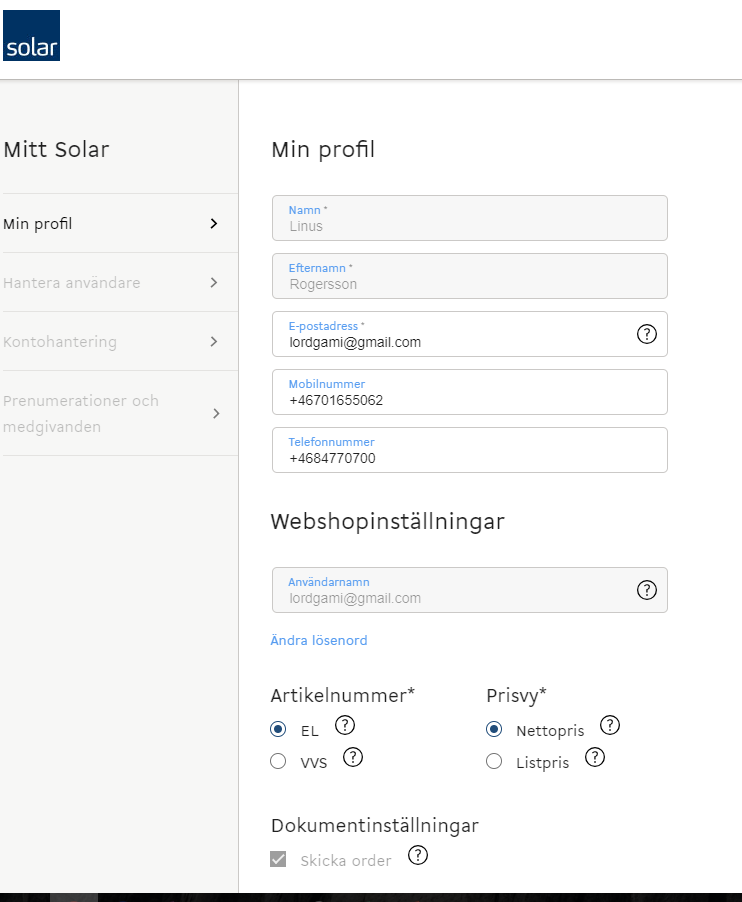 solar
Mitt Solar
Min profil
Hantera användare
Kontohantering
Prenumerationer och
medgivanden
Min profil
Namn *
Linus
Efternamn *
Rogersson
E-postadress *
lordgami@gmail.com
?
Mobilnummer
+46701655062
Telefonnummer
+4684770700
Webshopinställningar
Användarnamn
lordgami@gmail.com
?
Ändra lösenord
Artikelnummer*
EL ?
VVS ?
Prisvy*
Nettopris ?
Listpris ?
Dokumentinställningar
Skicka order ?